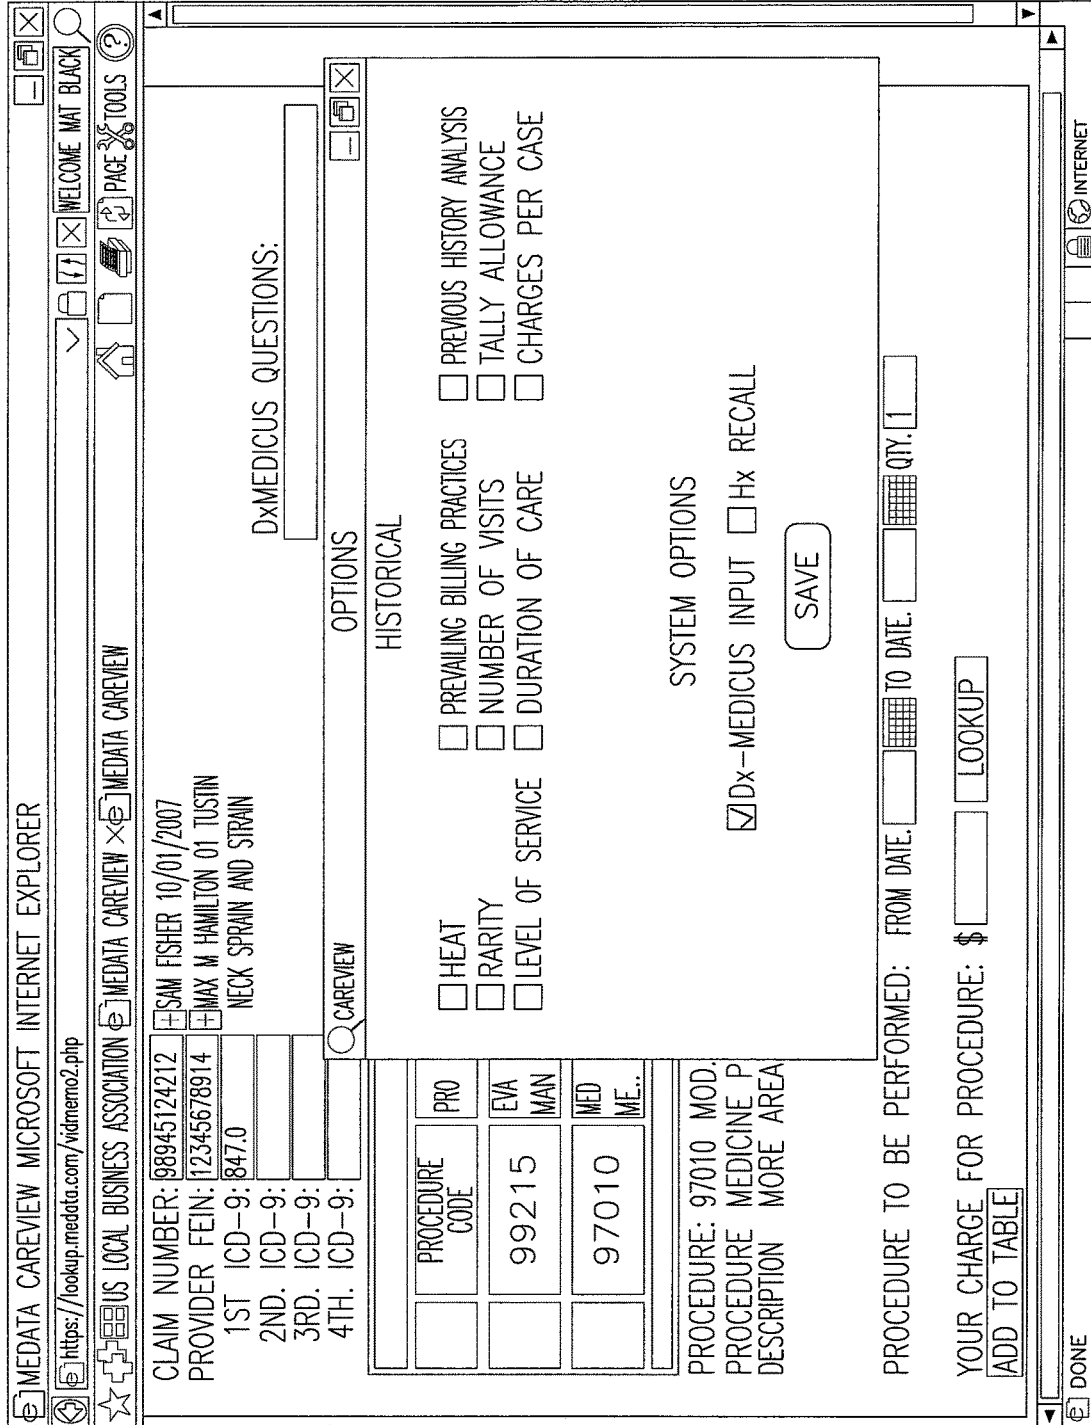 MEDATA CAREVIEW MICROSOFT INTERNET EXPLORER
https://lookup.medata.com/vidmemo2.php
WELCOME MAT BLACK
US LOCAL BUSINESS ASSOCIATION MEDATA CAREVIEW MEDATA CAREVIEW
PAGE TOOLS ?
CLAIM NUMBER: 98945124212 + SAM FISHER 10/01/2007
PROVIDER FEIN: 12345678914 + MAX M HAMILTON 01 TUSTIN
1ST ICD-9: 847.0 NECK SPRAIN AND STRAIN
2ND. ICD-9:
3RD. ICD-9:
4TH. ICD-9:
DxMEDICUS QUESTIONS:
PROCEDURE CODE PRO
99215 EVA MAN
97010 MED ME..
PROCEDURE: 97010 MOD.
PROCEDURE MEDICINE P
DESCRIPTION MORE AREA
CAREVIEW OPTIONS
HISTORICAL
HEAT PREVALING BILLING PRACTICES PREVIOUS HISTORY ANALYSIS
RARITY NUMBER OF VISITS TALLY ALLOWANCE
LEVEL OF SERVICE DURATION OF CARE CHARGES PER CASE
SYSTEM OPTIONS
Dx-MEDICUS INPUT Hx RECALL
SAVE
PROCEDURE TO BE PERFORMED: FROM DATE. TO DATE. QTY. 1
YOUR CHARGE FOR PROCEDURE: $ LOOKUP
ADD TO TABLE
DONE INTERNET